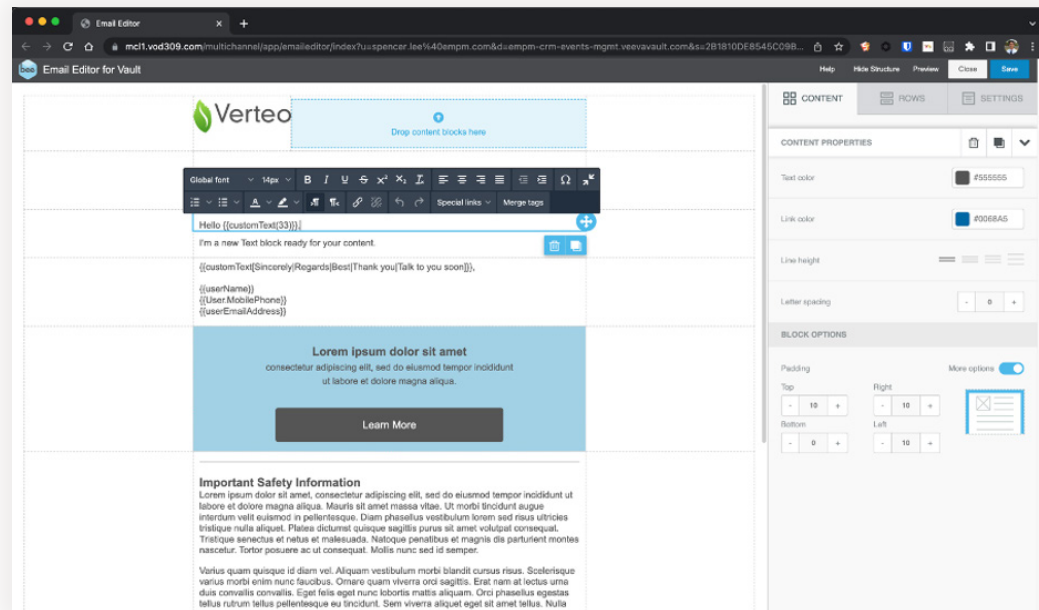 Email Editor
mcl1.vod309.com/multichannel/app/emaileditor/index?u=spencer.lee%40empm.com&d=empm-crm-events-mgmt.veevavault.com&s=2B1810DE8545C09B...
bee Email Editor for Vault
Help Hide Structure Preview Close Save
Verteo
Drop content blocks here
Global font 14px B I U S X² X₂ Ω
Special links Merge tags
Hello {{customText(33)}},
I'm a new Text block ready for your content.
{{customText[Sincerely|Regards|Best|Thank you|Talk to you soon]}},
{{userName}}
{{User.MobilePhone}}
{{userEmailAddress}}
Lorem ipsum dolor sit amet
consectetur adipiscing elit, sed do eiusmod tempor incididunt
ut labore et dolore magna aliqua.
Learn More
Important Safety Information
Lorem ipsum dolor sit amet, consectetur adipiscing elit, sed do eiusmod tempor incididunt ut
labore et dolore magna aliqua. Mauris sit amet massa vitae. Ut morbi tincidunt augue
interdum velit euismod in pellentesque. Diam phasellus vestibulum lorem sed risus ultricies
tristique nulla aliquet. Platea dictumst quisque sagittis purus sit amet volutpat consequat.
Tristique senectus et netus et malesuada. Natoque penatibus et magnis dis parturient montes
nascetur. Tortor posuere ac ut consequat. Mollis nunc sed id semper.
Varius quam quisque id diam vel. Aliquam vestibulum morbi blandit cursus risus. Scelerisque
varius morbi enim nunc faucibus. Ornare quam viverra orci sagittis. Erat nam at lectus urna
duis convallis convallis. Eget felis eget nunc lobortis mattis aliquam. Orci phasellus egestas
tellus rutrum tellus pellentesque eu tincidunt. Sem viverra aliquet eget sit amet tellus. Nulla
CONTENT ROWS SETTINGS
CONTENT PROPERTIES
Text color #555555
Link color #0068A5
Line height
Letter spacing - 0 +
BLOCK OPTIONS
Padding More options
Top Right
- 10 + - 10 +
Bottom Left
- 0 + - 10 +